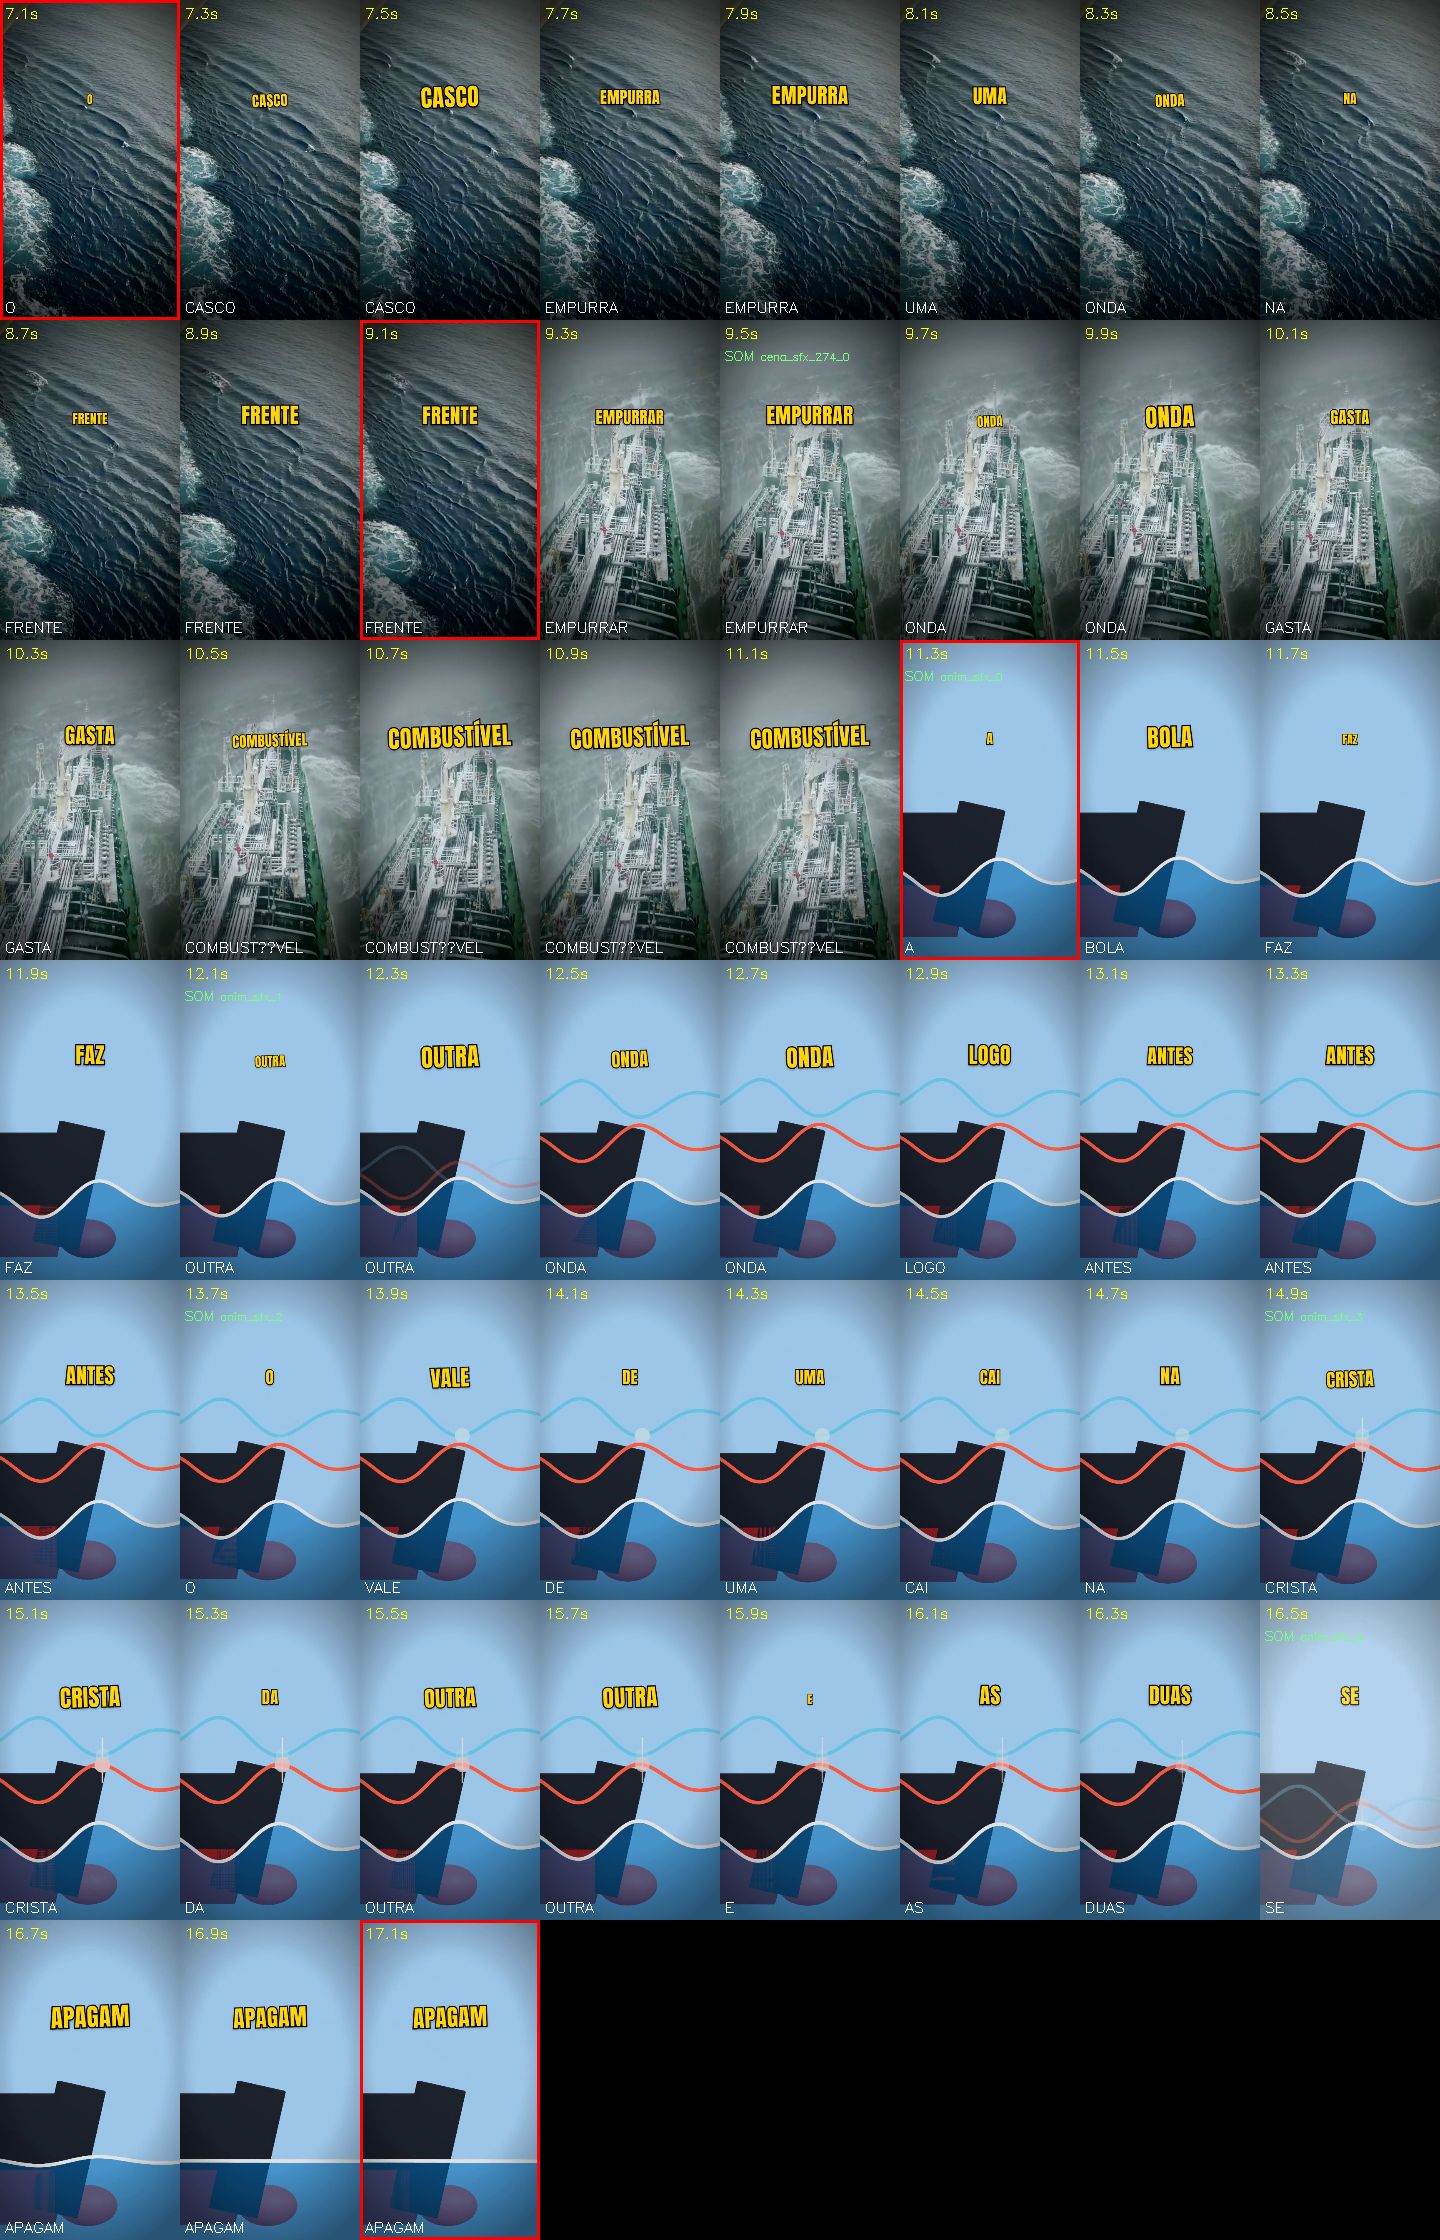 7.1s 7.3s 7.5s 7.7s 7.9s 8.1s 8.3s 8.5s
O CASCO CASCO EMPURRA EMPURRA UMA ONDA NA
O CASCO CASCO EMPURRA EMPURRA UMA ONDA NA
8.7s 8.9s 9.1s 9.3s 9.5s 9.7s 9.9s 10.1s
SOM cena_sfx_274_0
FRENTE FRENTE FRENTE EMPURRAR EMPURRAR ONDA ONDA GASTA
FRENTE FRENTE FRENTE EMPURRAR EMPURRAR ONDA ONDA GASTA
10.3s 10.5s 10.7s 10.9s 11.1s 11.3s 11.5s 11.7s
SOM anim_sfx_0
GASTA COMBUSTÍVEL COMBUSTÍVEL COMBUSTÍVEL COMBUSTÍVEL A BOLA FAZ
GASTA COMBUST??VEL COMBUST??VEL COMBUST??VEL COMBUST??VEL A BOLA FAZ
11.9s 12.1s 12.3s 12.5s 12.7s 12.9s 13.1s 13.3s
SOM anim_sfx_1
FAZ OUTRA OUTRA ONDA ONDA LOGO ANTES ANTES
FAZ OUTRA OUTRA ONDA ONDA LOGO ANTES ANTES
13.5s 13.7s 13.9s 14.1s 14.3s 14.5s 14.7s 14.9s
SOM anim_sfx_2 SOM anim_sfx_3
ANTES O VALE DE UMA CAI NA CRISTA
ANTES O VALE DE UMA CAI NA CRISTA
15.1s 15.3s 15.5s 15.7s 15.9s 16.1s 16.3s 16.5s
SOM
CRISTA DA OUTRA OUTRA E AS DUAS SE
CRISTA DA OUTRA OUTRA E AS DUAS SE
16.7s 16.9s 17.1s
APAGAM APAGAM APAGAM
APAGAM APAGAM APAGAM